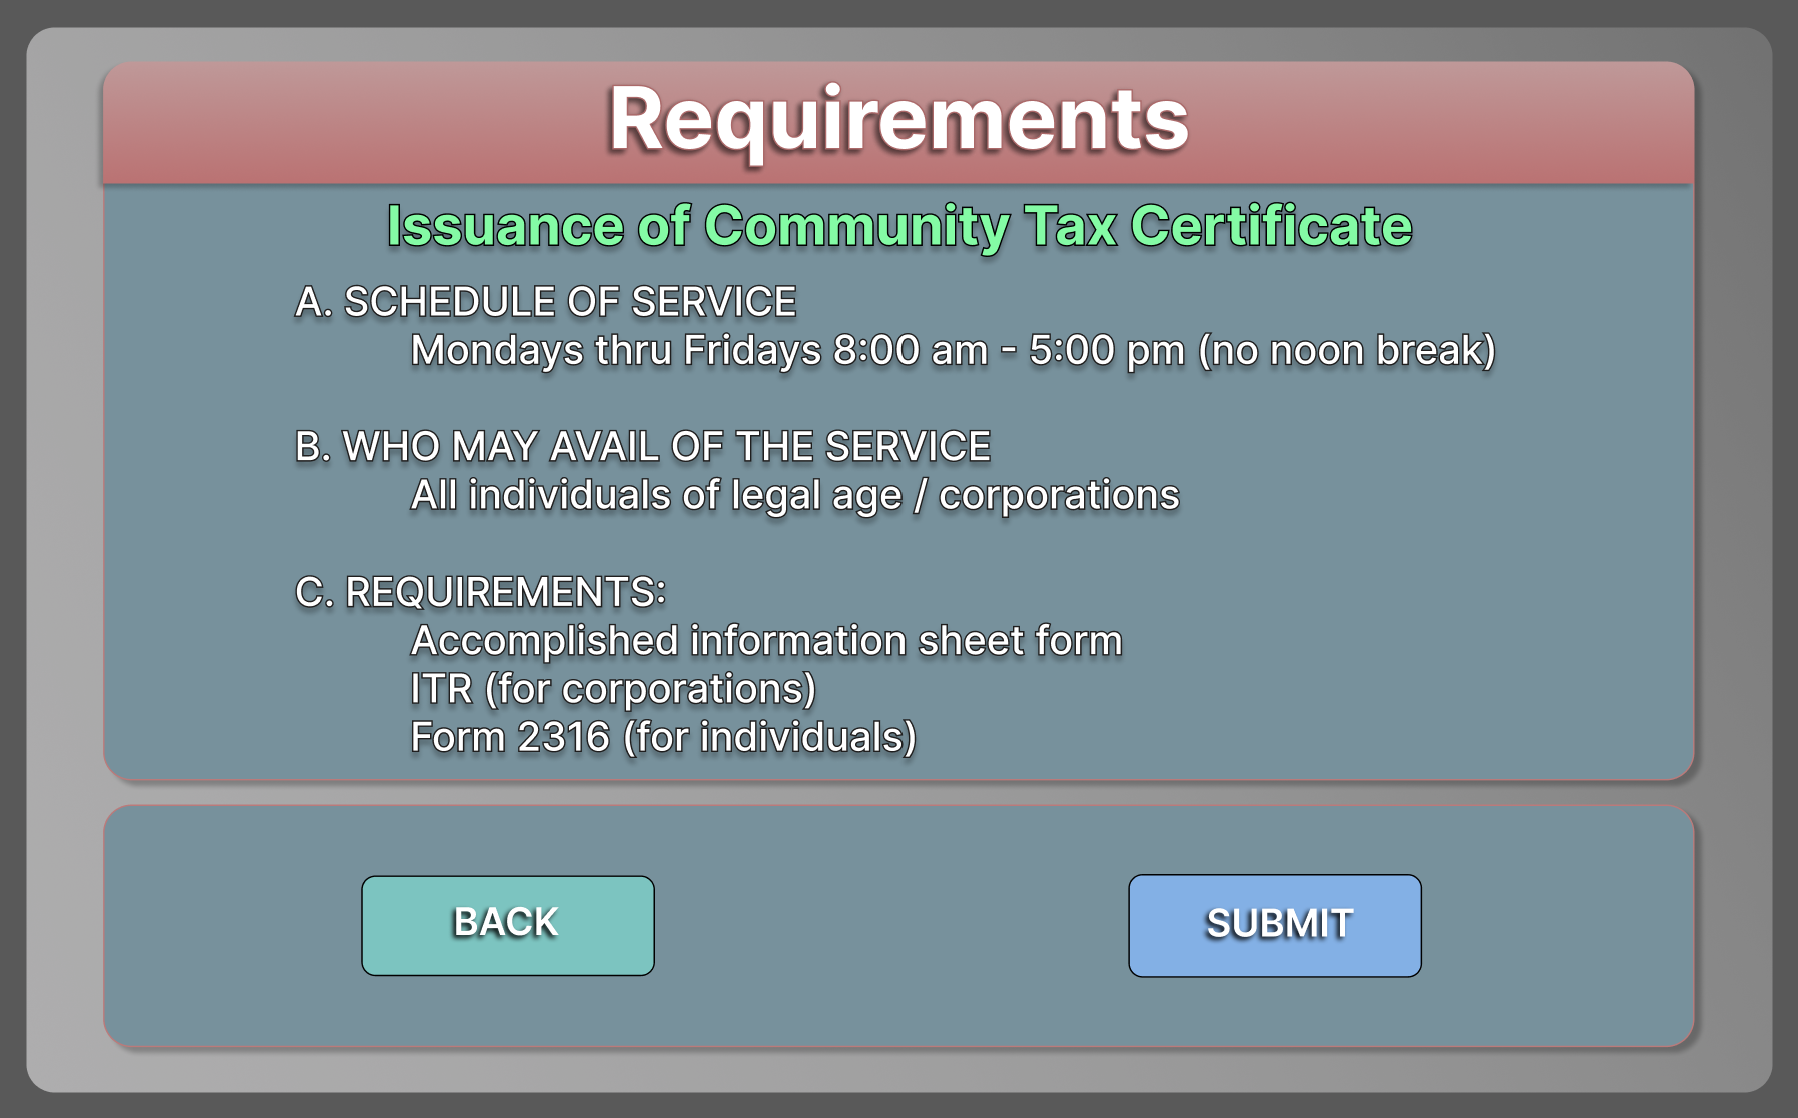 Requirements
Issuance of Community Tax Certificate
A. SCHEDULE OF SERVICE
Mondays thru Fridays 8:00 am - 5:00 pm (no noon break)
B. WHO MAY AVAIL OF THE SERVICE
All individuals of legal age / corporations
C. REQUIREMENTS:
Accomplished information sheet form
ITR (for corporations)
Form 2316 (for individuals)
BACK
SUBMIT